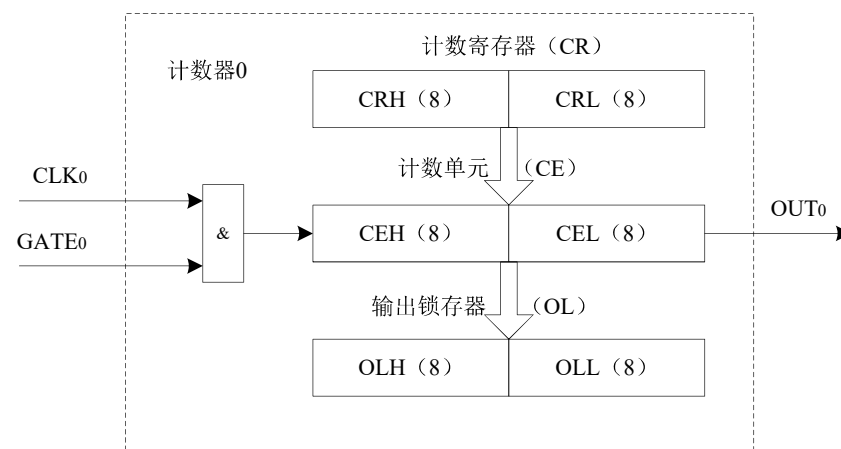 计数寄存器（CR）
计数器0
CRH（8） CRL（8）
计数单元 （CE）
CLK0
GATE0
&
CEH（8） CEL（8）
OUT0
输出锁存器 （OL）
OLH（8） OLL（8）